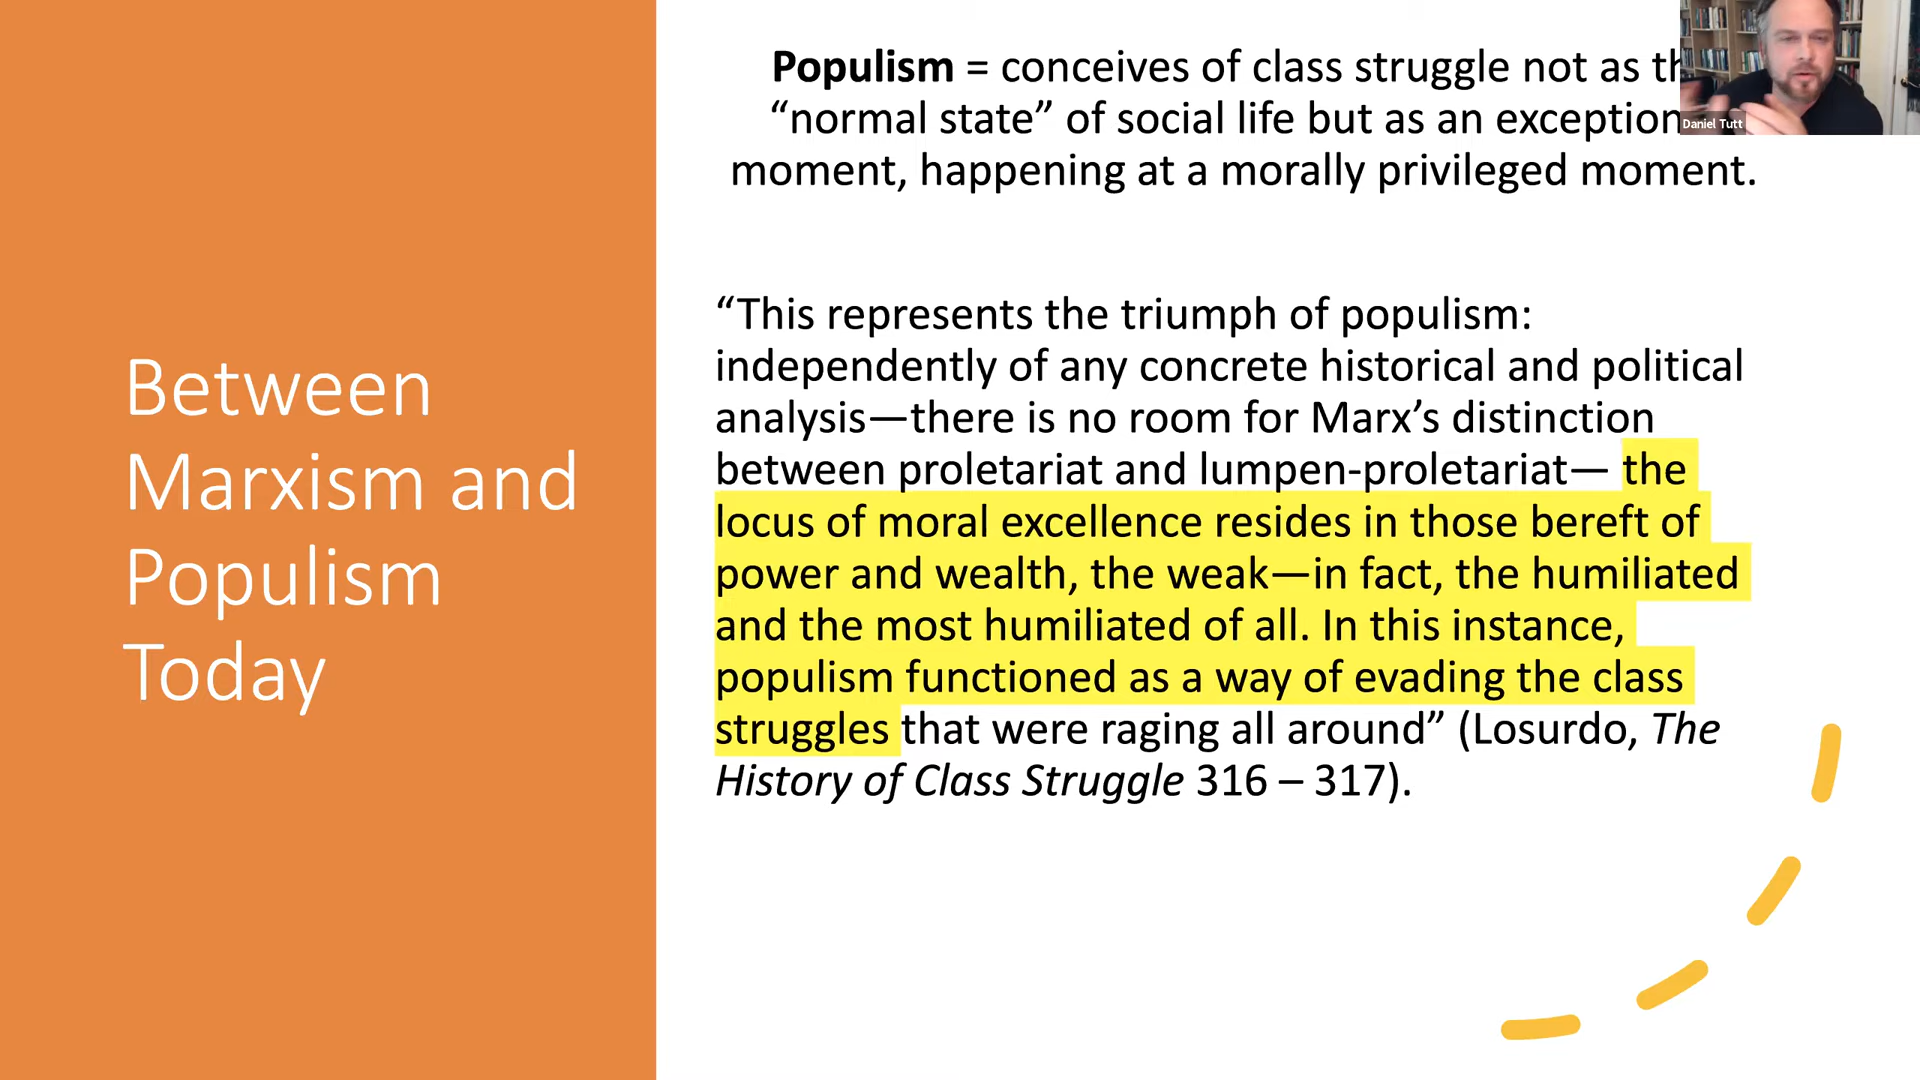 Between
Marxism and
Populism
Today
Populism = conceives of class struggle not as
“normal state” of social life but as an exception
moment, happening at a morally privileged moment.
“This represents the triumph of populism:
independently of any concrete historical and political
analysis—there is no room for Marx’s distinction
between proletariat and lumpen-proletariat— the
locus of moral excellence resides in those bereft of
power and wealth, the weak—in fact, the humiliated
and the most humiliated of all. In this instance,
populism functioned as a way of evading the class
struggles that were raging all around” (Losurdo, The
History of Class Struggle 316 – 317).
Daniel Tutt